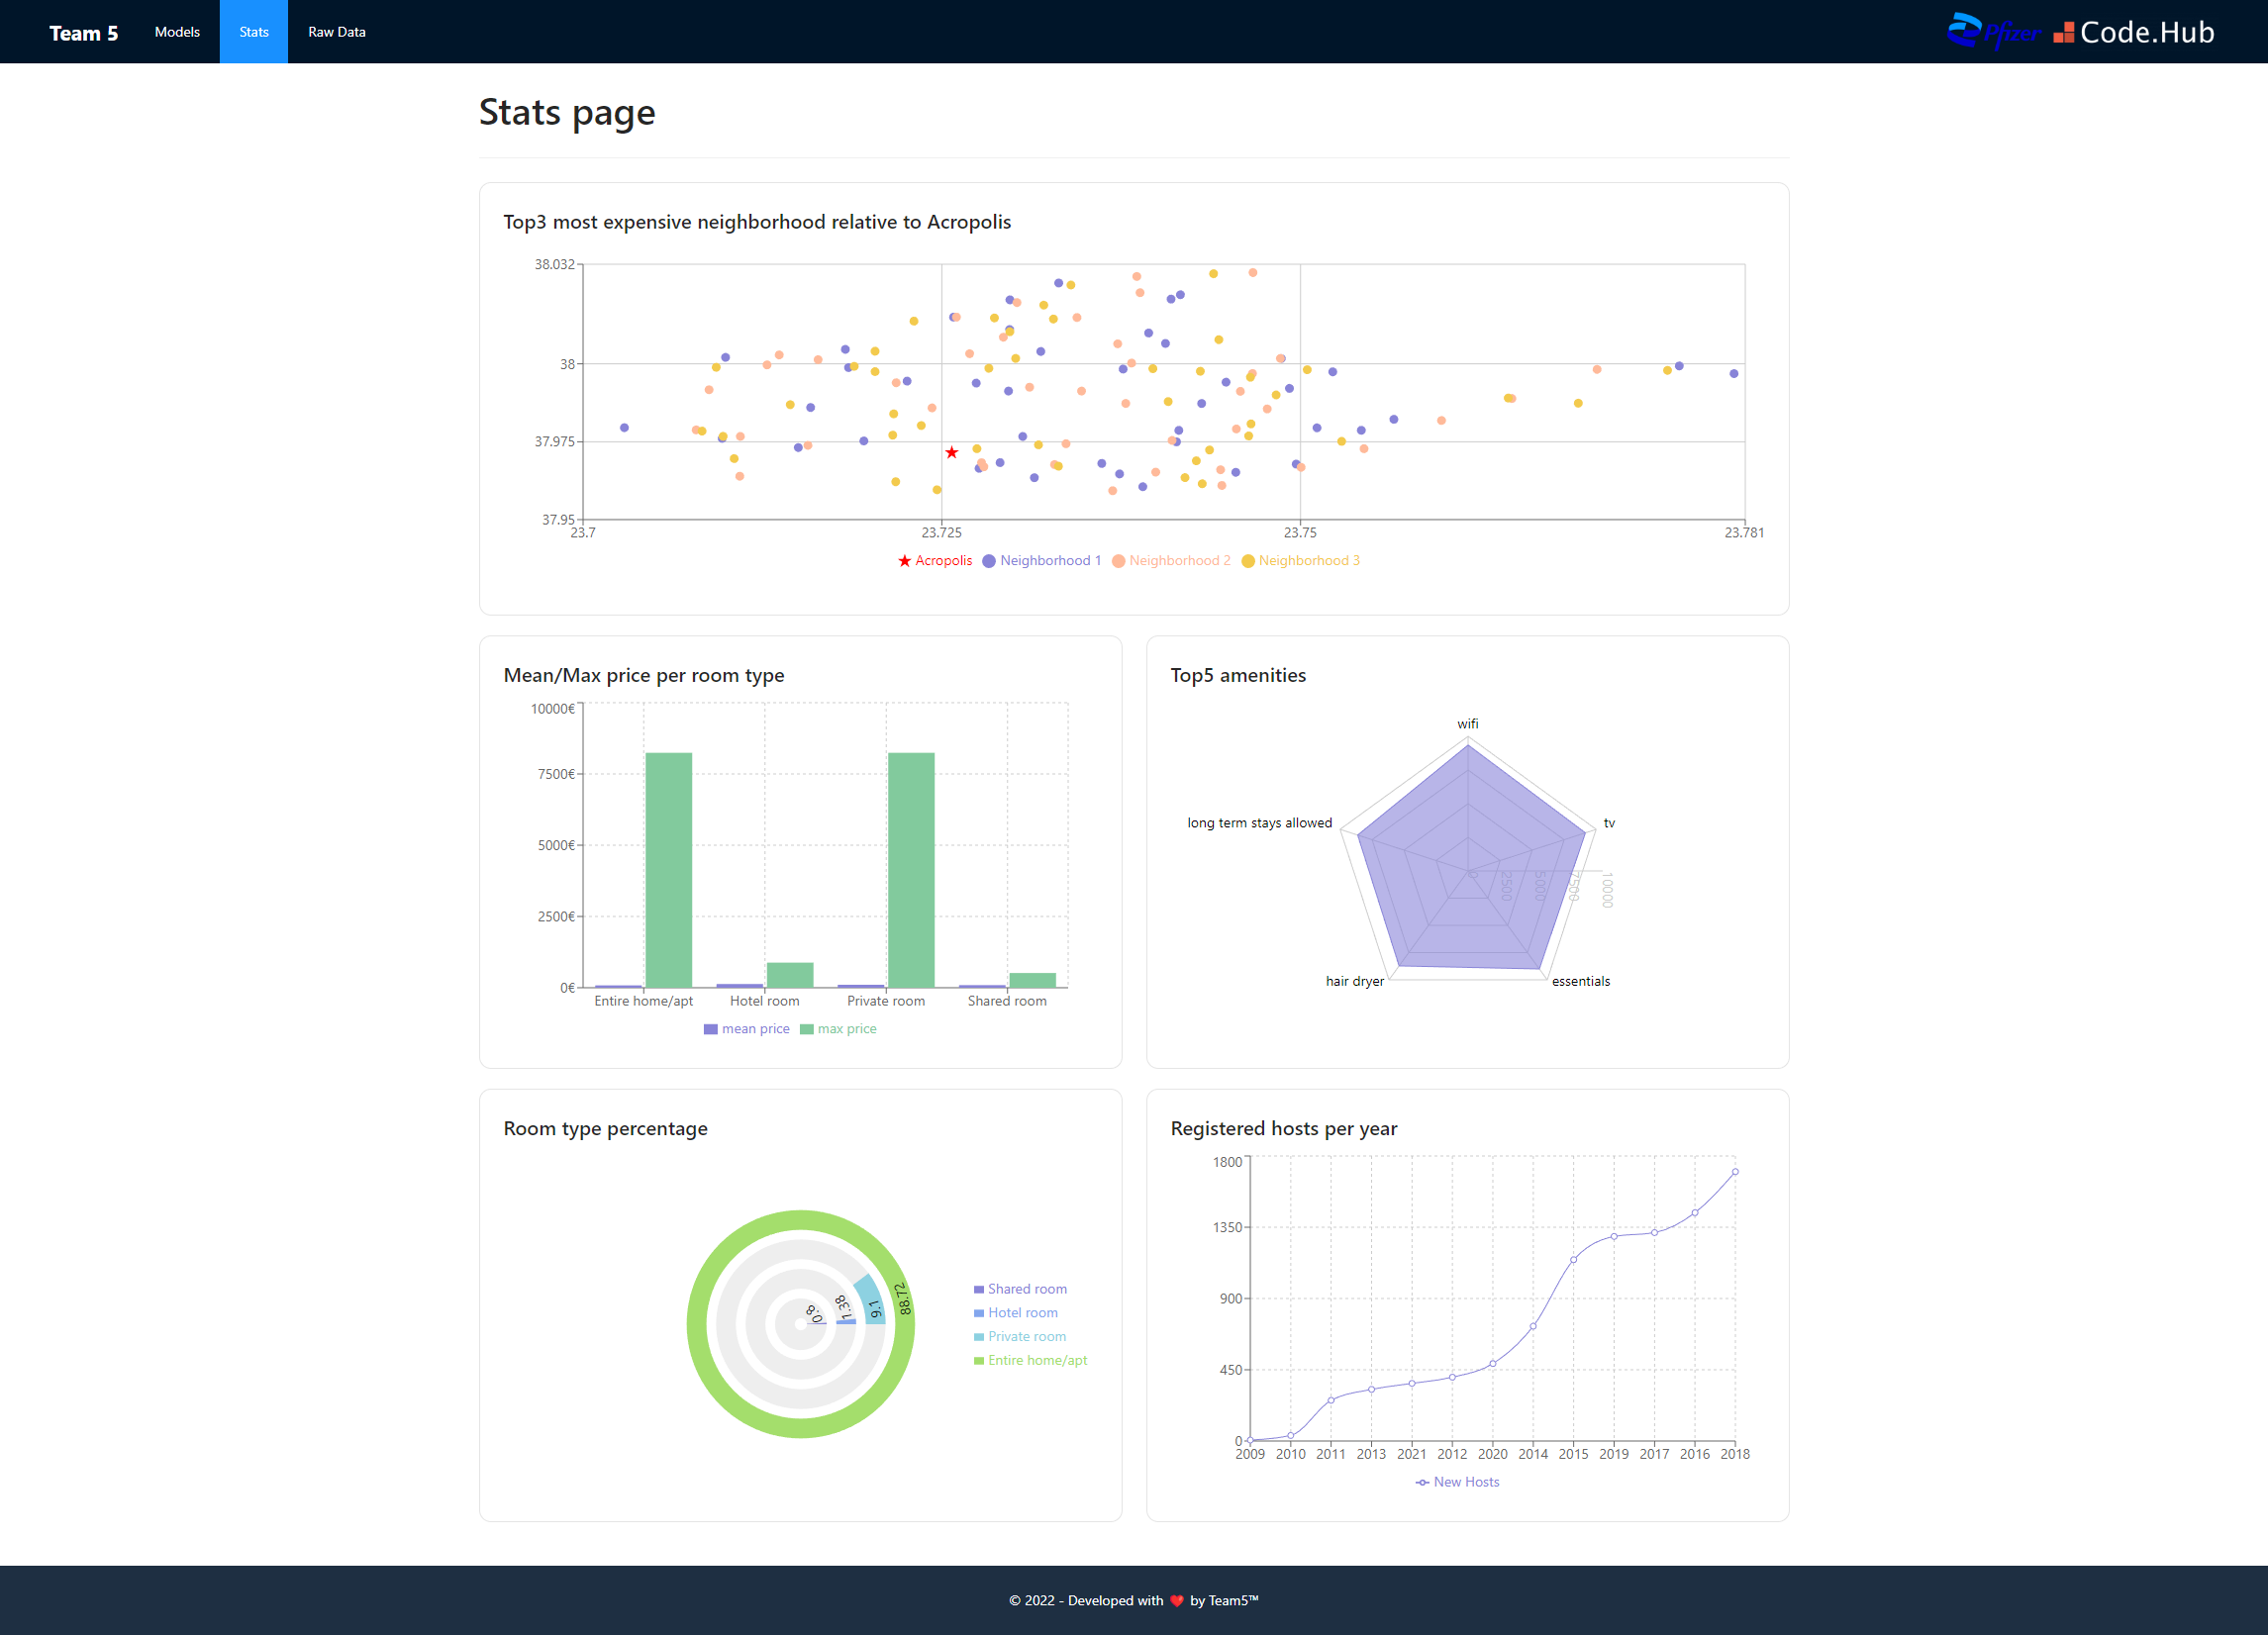 Team 5 Models Stats Raw Data Pfizer Code.Hub
Stats page
Top3 most expensive neighborhood relative to Acropolis
38.032
38
37.975
37.95
23.7 23.725 23.75 23.781
Acropolis Neighborhood 1 Neighborhood 2 Neighborhood 3
Mean/Max price per room type
10000€
7500€
5000€
2500€
0€
Entire home/apt Hotel room Private room Shared room
mean price max price
Top5 amenities
wifi
long term stays allowed
tv
0 2500 5000 7500 10000
hair dryer
essentials
Room type percentage
0.8 1.38 9.1 88.72
Shared room
Hotel room
Private room
Entire home/apt
Registered hosts per year
1800
1350
900
450
0
2009 2010 2011 2013 2021 2012 2020 2014 2015 2019 2017 2016 2018
New Hosts
© 2022 - Developed with ❤️ by Team5™